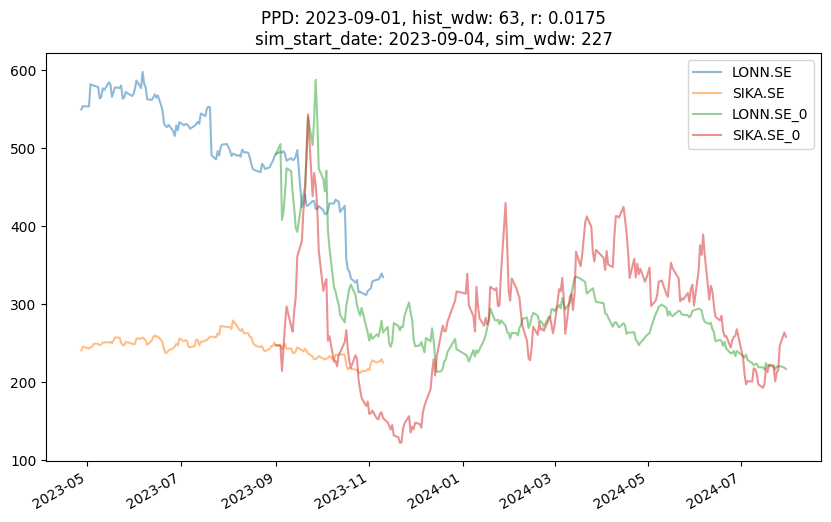 PPD: 2023-09-01, hist_wdw: 63, r: 0.0175
sim_start_date: 2023-09-04, sim_wdw: 227
LONN.SE
SIKA.SE
LONN.SE_0
SIKA.SE_0
600
500
400
300
200
100
2023-05
2023-07
2023-09
2023-11
2024-01
2024-03
2024-05
2024-07